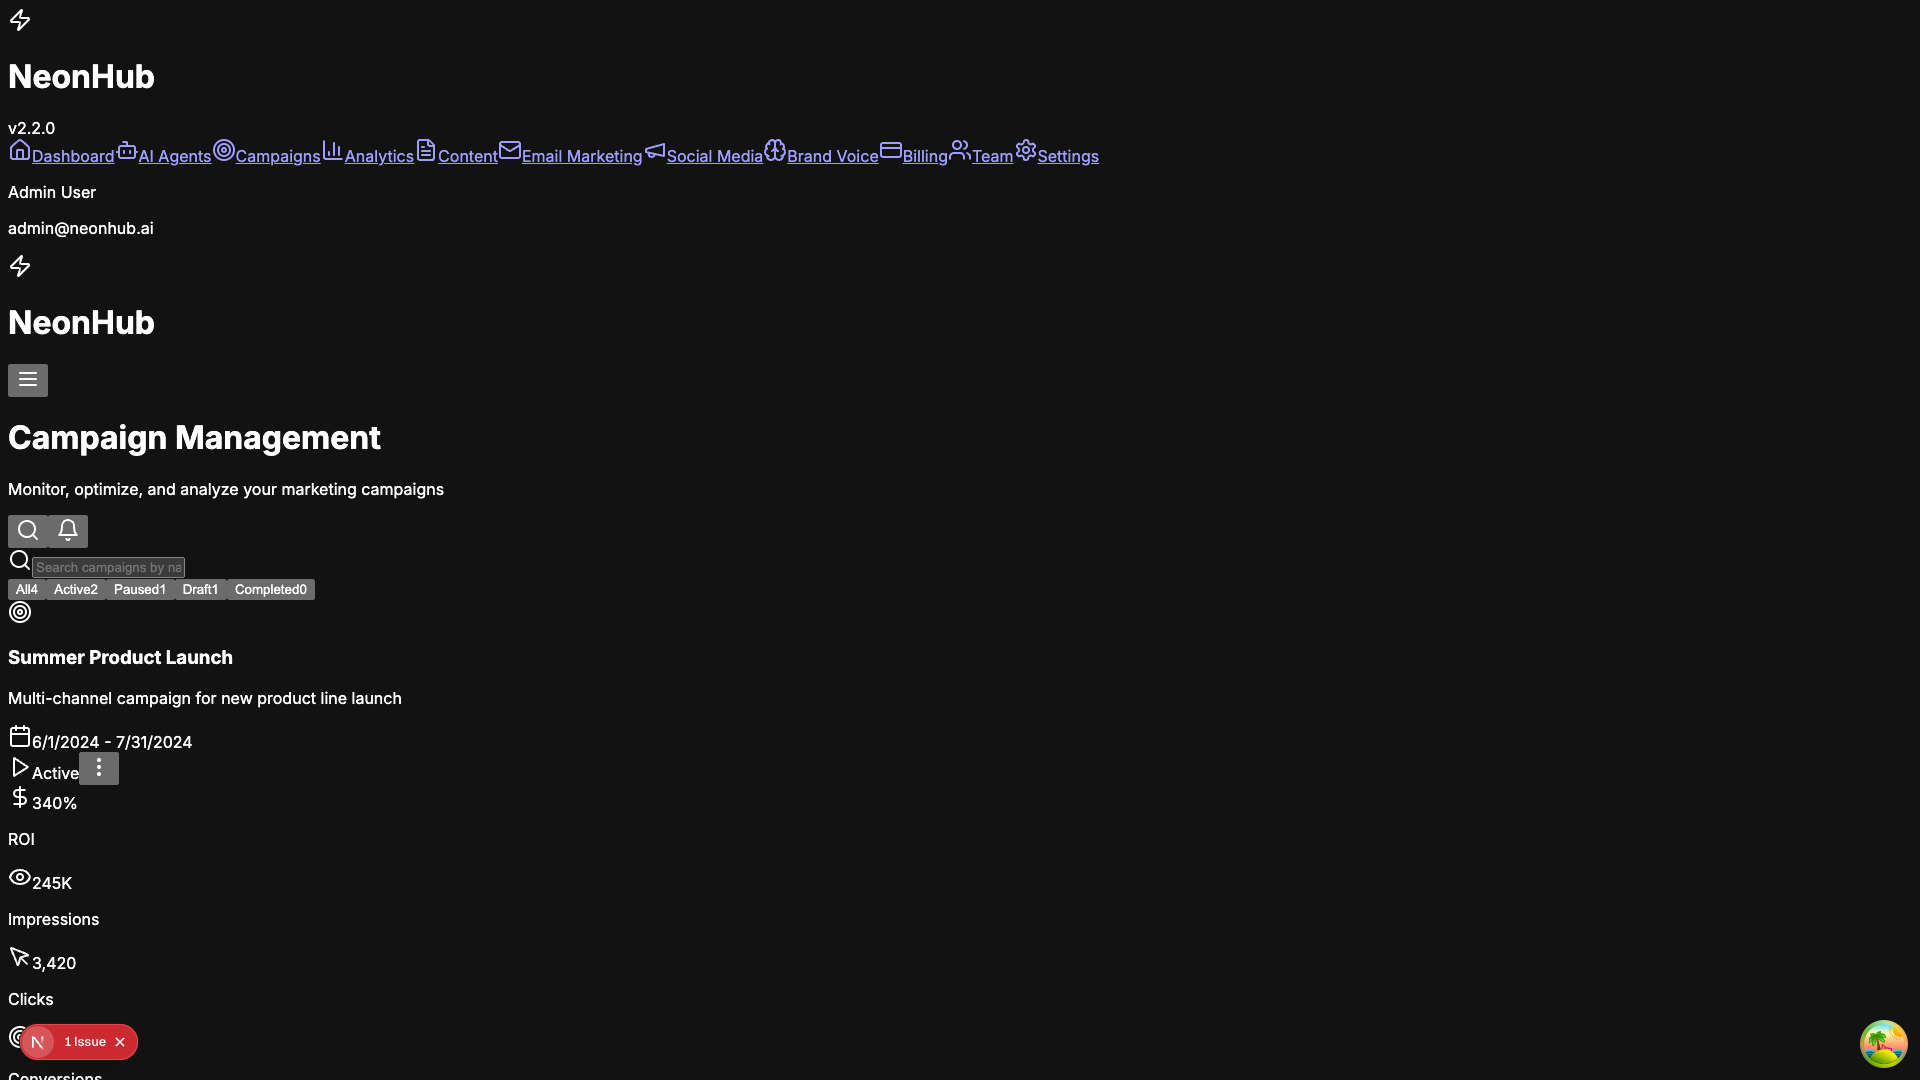 NeonHub
v2.2.0
Dashboard AI Agents Campaigns Analytics Content Email Marketing Social Media Brand Voice Billing Team Settings
Admin User
admin@neonhub.ai
NeonHub
Campaign Management
Monitor, optimize, and analyze your marketing campaigns
Search campaigns by na
All4 Active2 Paused1 Draft1 Completed0
Summer Product Launch
Multi-channel campaign for new product line launch
6/1/2024 - 7/31/2024
Active
340%
ROI
245K
Impressions
3,420
Clicks
N 1 Issue
Conversions